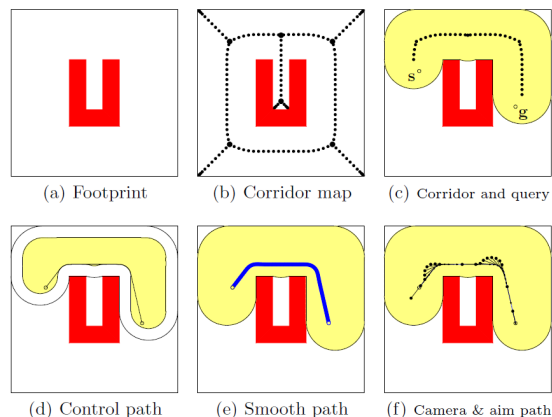 (a) Footprint
(b) Corridor map
s
g
(c) Corridor and query
(d) Control path
(e) Smooth path
(f) Camera & aim path